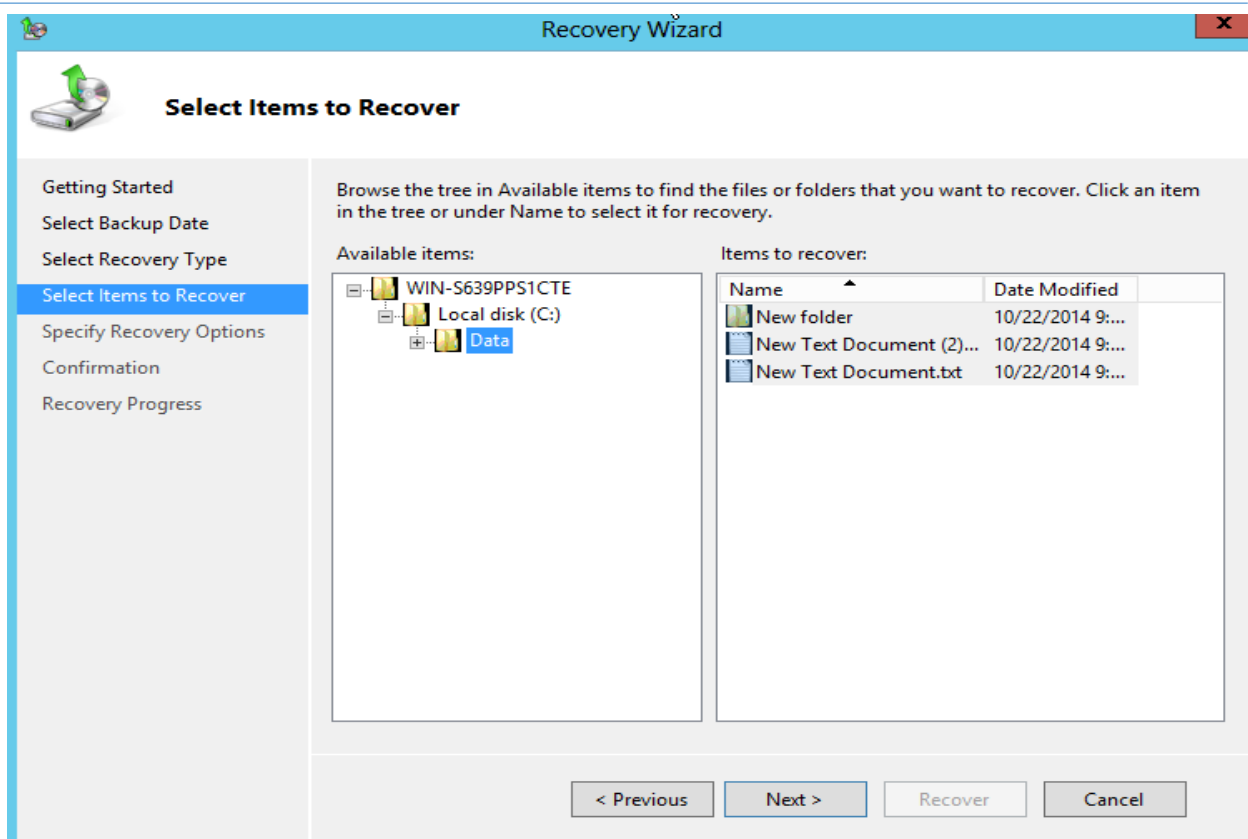 Recovery Wizard
x
Select Items to Recover
Getting Started
Select Backup Date
Select Recovery Type
Select Items to Recover
Specify Recovery Options
Confirmation
Recovery Progress
Browse the tree in Available items to find the files or folders that you want to recover. Click an item
in the tree or under Name to select it for recovery.
Available items:
WIN-S639PPS1CTE
Local disk (C:)
Data
Items to recover:
Name Date Modified
New folder 10/22/2014 9:...
New Text Document (2)... 10/22/2014 9:...
New Text Document.txt 10/22/2014 9:...
< Previous Next > Recover Cancel